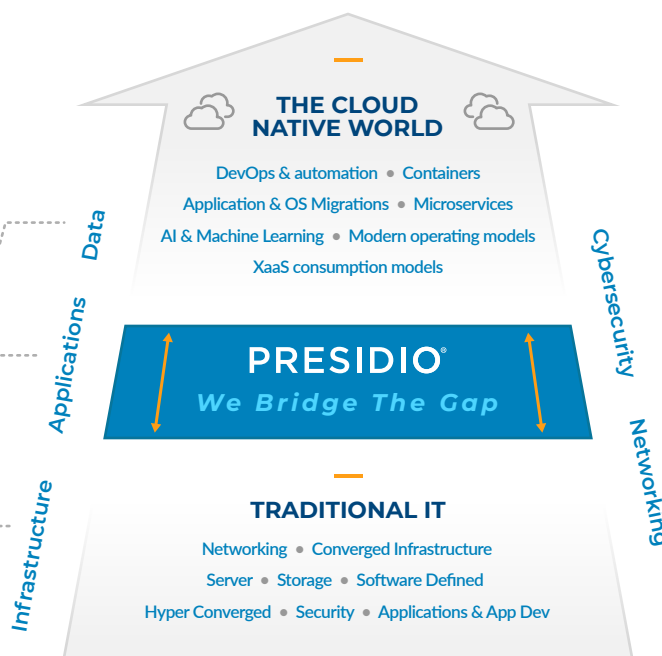 THE CLOUD
NATIVE WORLD
DevOps & automation • Containers
Application & OS Migrations • Microservices
AI & Machine Learning • Modern operating models
XaaS consumption models
Data
Applications
Infrastructure
Cybersecurity
Networking
PRESIDIO®
We Bridge The Gap
TRADITIONAL IT
Networking • Converged Infrastructure
Server • Storage • Software Defined
Hyper Converged • Security • Applications & App Dev